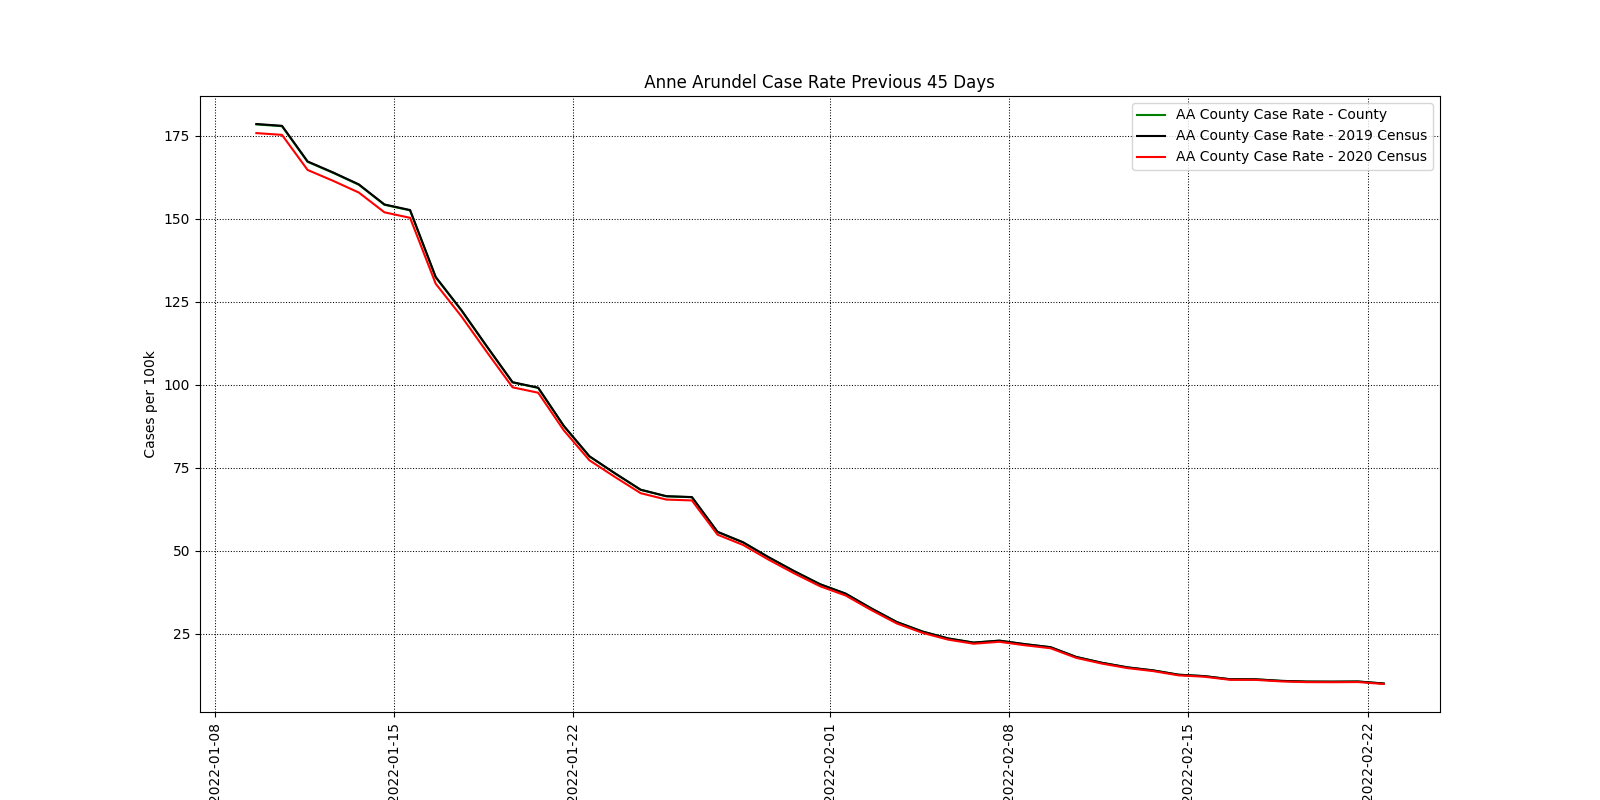 Anne Arundel Case Rate Previous 45 Days
AA County Case Rate - County
AA County Case Rate - 2019 Census
AA County Case Rate - 2020 Census
Cases per 100k
175
150
125
100
75
50
25
2022-01-08
2022-01-15
2022-01-22
2022-02-01
2022-02-08
2022-02-15
2022-02-22